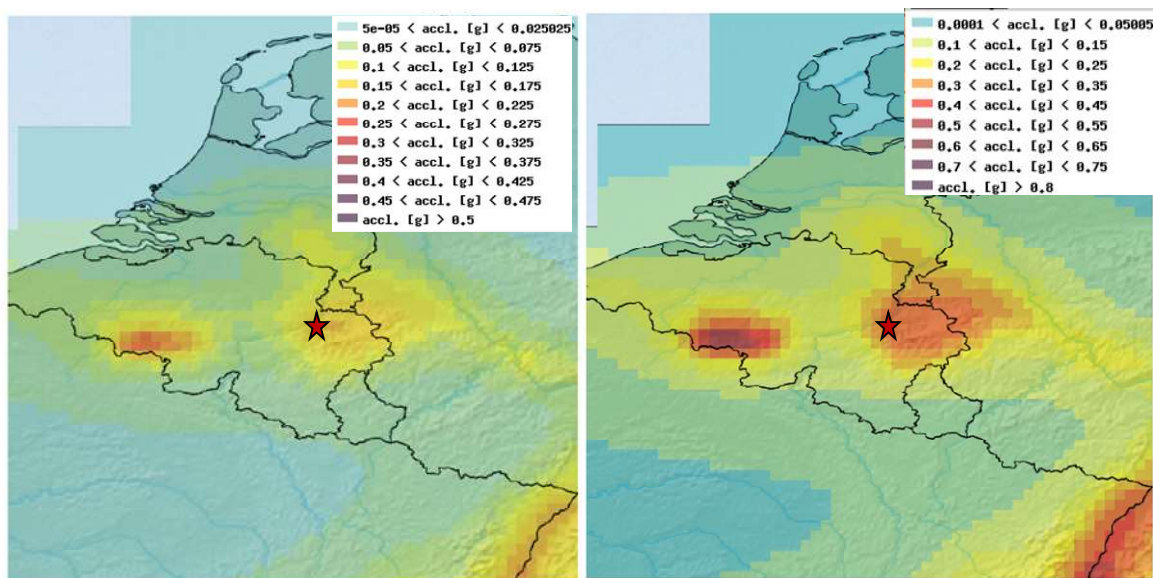 5e-05 < accl. [g] < 0.025025
0.05 < accl. [g] < 0.075
0.1 < accl. [g] < 0.125
0.15 < accl. [g] < 0.175
0.2 < accl. [g] < 0.225
0.25 < accl. [g] < 0.275
0.3 < accl. [g] < 0.325
0.35 < accl. [g] < 0.375
0.4 < accl. [g] < 0.425
0.45 < accl. [g] < 0.475
accl. [g] > 0.5
0.0001 < accl. [g] < 0.05005
0.1 < accl. [g] < 0.15
0.2 < accl. [g] < 0.25
0.3 < accl. [g] < 0.35
0.4 < accl. [g] < 0.45
0.5 < accl. [g] < 0.55
0.6 < accl. [g] < 0.65
0.7 < accl. [g] < 0.75
accl. [g] > 0.8